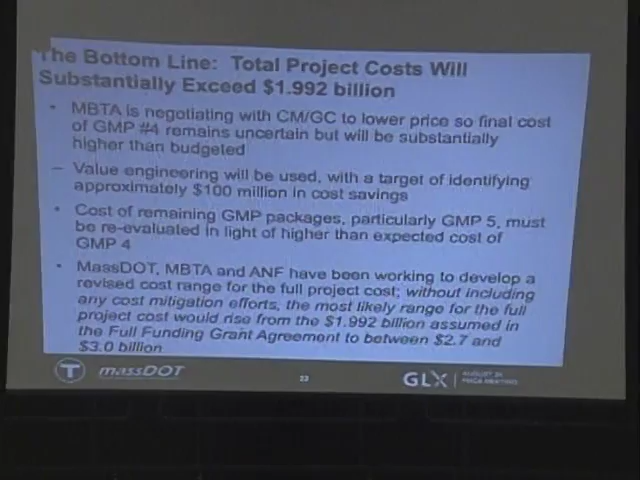 The Bottom Line: Total Project Costs Will
Substantially Exceed $1.992 billion
• MBTA is negotiating with CM/GC to lower price so final cost
of GMP #4 remains uncertain but will be substantially
higher than budgeted
– Value engineering will be used, with a target of identifying
approximately $100 million in cost savings
• Cost of remaining GMP packages, particularly GMP 5, must
be re-evaluated in light of higher than expected cost of
GMP 4
• MassDOT, MBTA and ANF have been working to develop a
revised cost range for the full project cost; without including
any cost mitigation efforts, the most likely range for the full
project cost would rise from the $1.992 billion assumed in
the Full Funding Grant Agreement to between $2.7 and
$3.0 billion
T massDOT
22
GLX
AUGUST 24